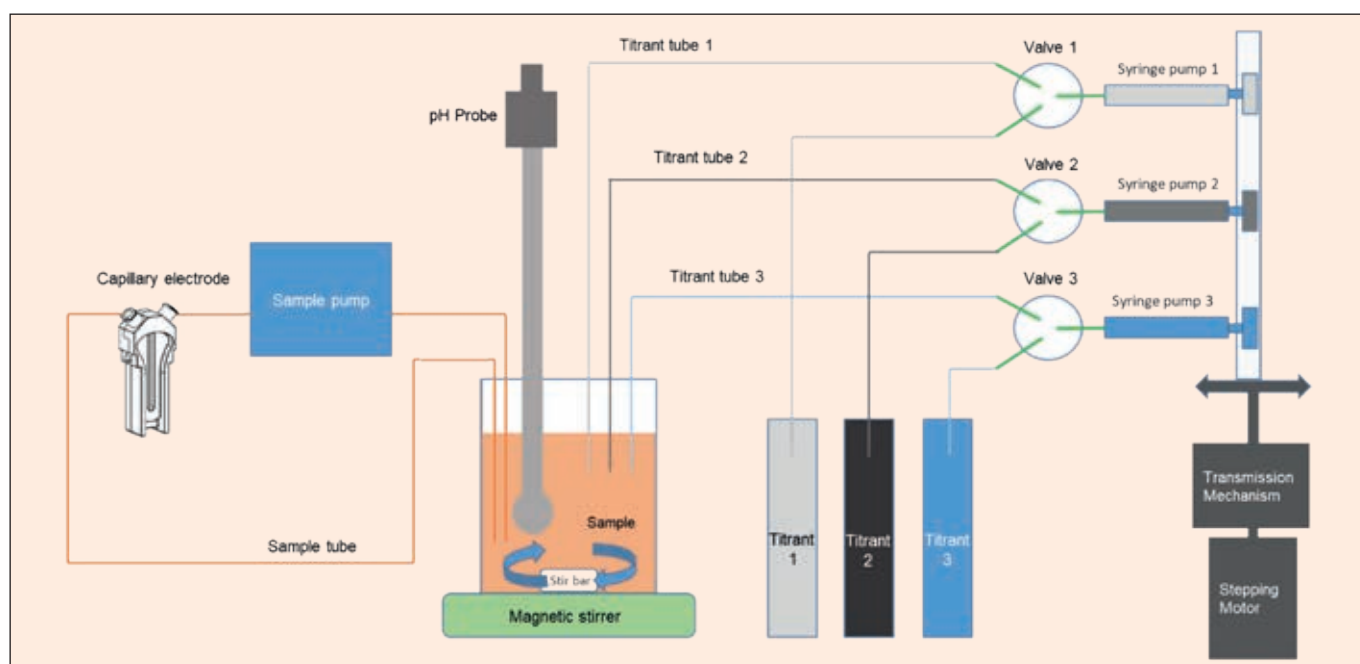 Titrant tube 1
Valve 1
Syringe pump 1
pH Probe
Titrant tube 2
Valve 2
Syringe pump 2
Capillary electrode
Sample pump
Titrant tube 3
Valve 3
Syringe pump 3
Sample
Sample tube
Stir bar
Magnetic stirrer
Titrant
1
Titrant
2
Titrant
3
Transmission
Mechanism
Stepping
Motor